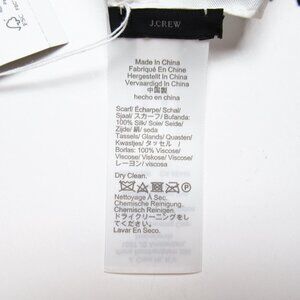 J.CREW
Made In China
Fabriqué En Chine
Hergestellt In China
Vervaardigd In China
中国製
hecho en china
Scarf/ Écharpe/ Schal/
Sjaal/ スカーフ/ Bufanda:
100% Silk/ Soie/ Seide/
Zijde/ 絹/ soda
Tassels/ Glands/ Quasten/
Kwastjes/ タッセル /
Borlas: 100% Viscose/
Viscose/ Viskose/ Viscose/
レーヨン/ viscosa
Dry Clean.
Nettoyage À Sec.
Chemische Reinigung.
Chemisch Reinigen.
ドライクリーニングをし
てください。
Lavar En Seco.